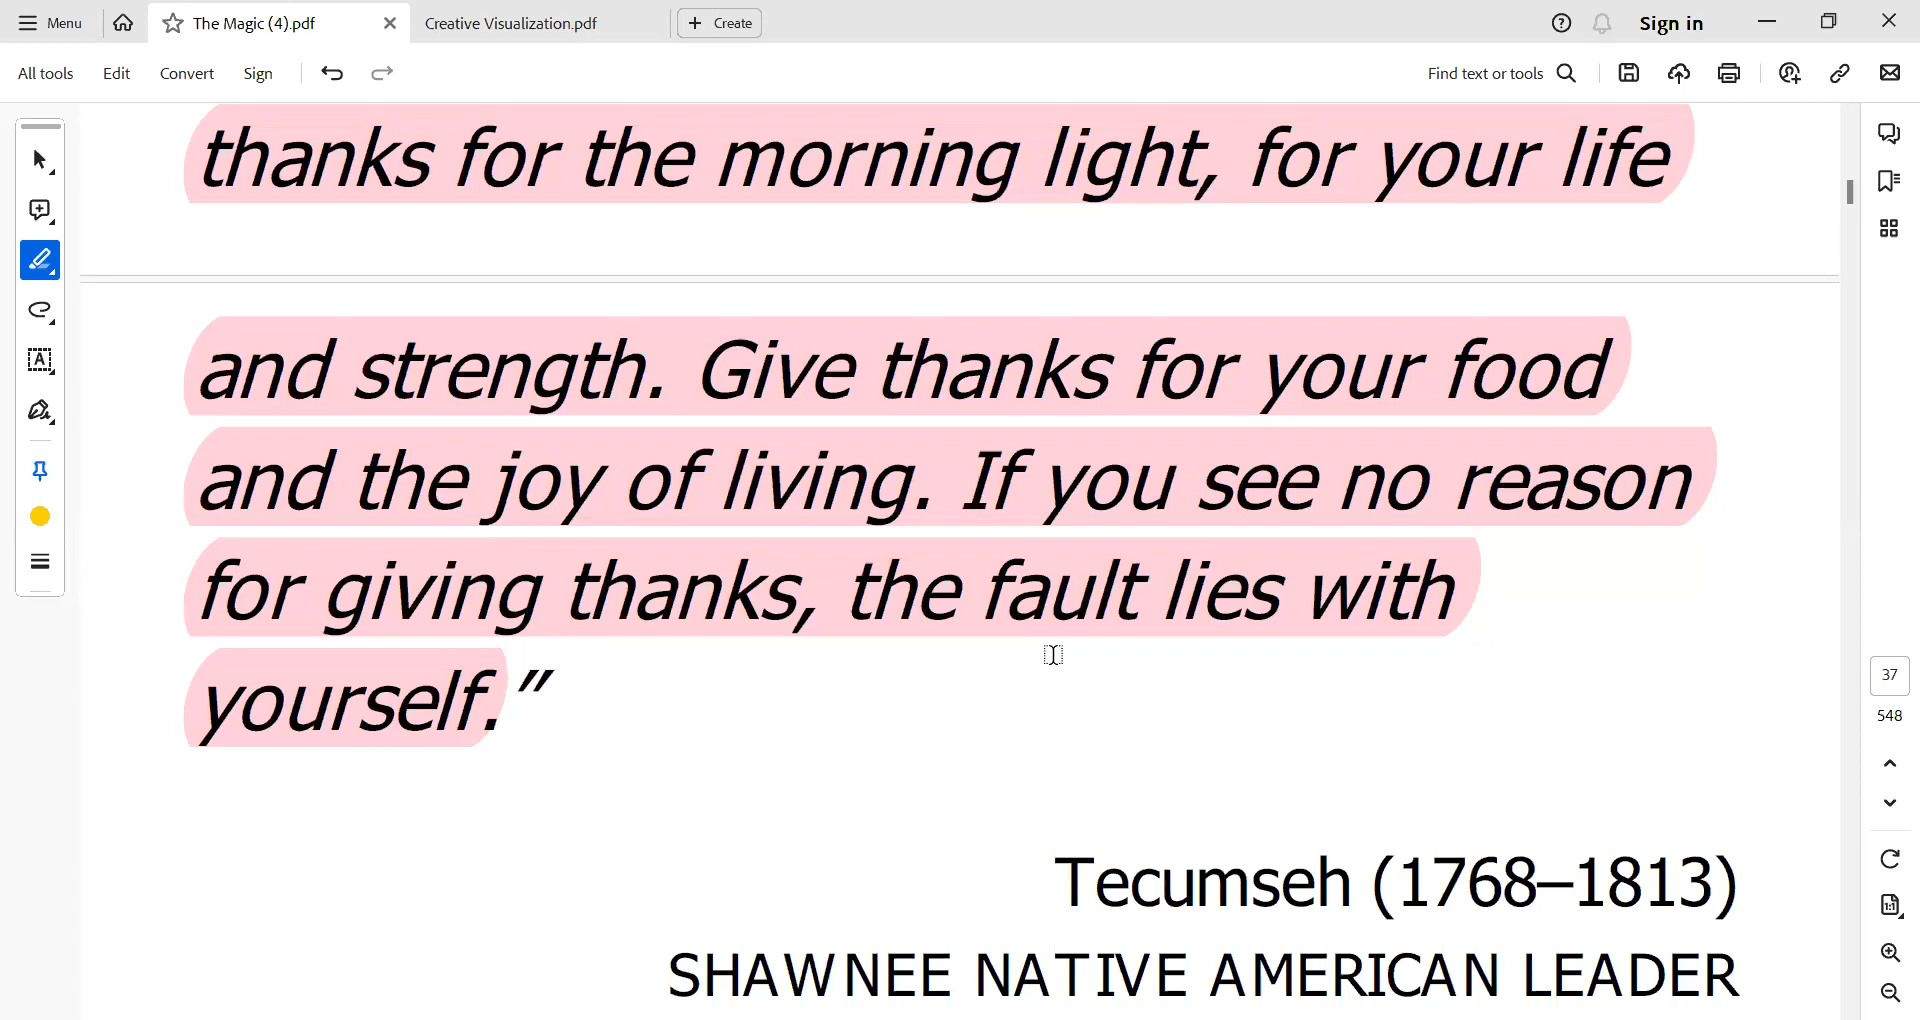 Menu
The Magic (4).pdf
Creative Visualization.pdf
Create
Sign in
All tools
Edit
Convert
Sign
Find text or tools
thanks for the morning light, for your life
and strength. Give thanks for your food
and the joy of living. If you see no reason
for giving thanks, the fault lies with
yourself.”
Tecumseh (1768–1813)
SHAWNEE NATIVE AMERICAN LEADER
37
548